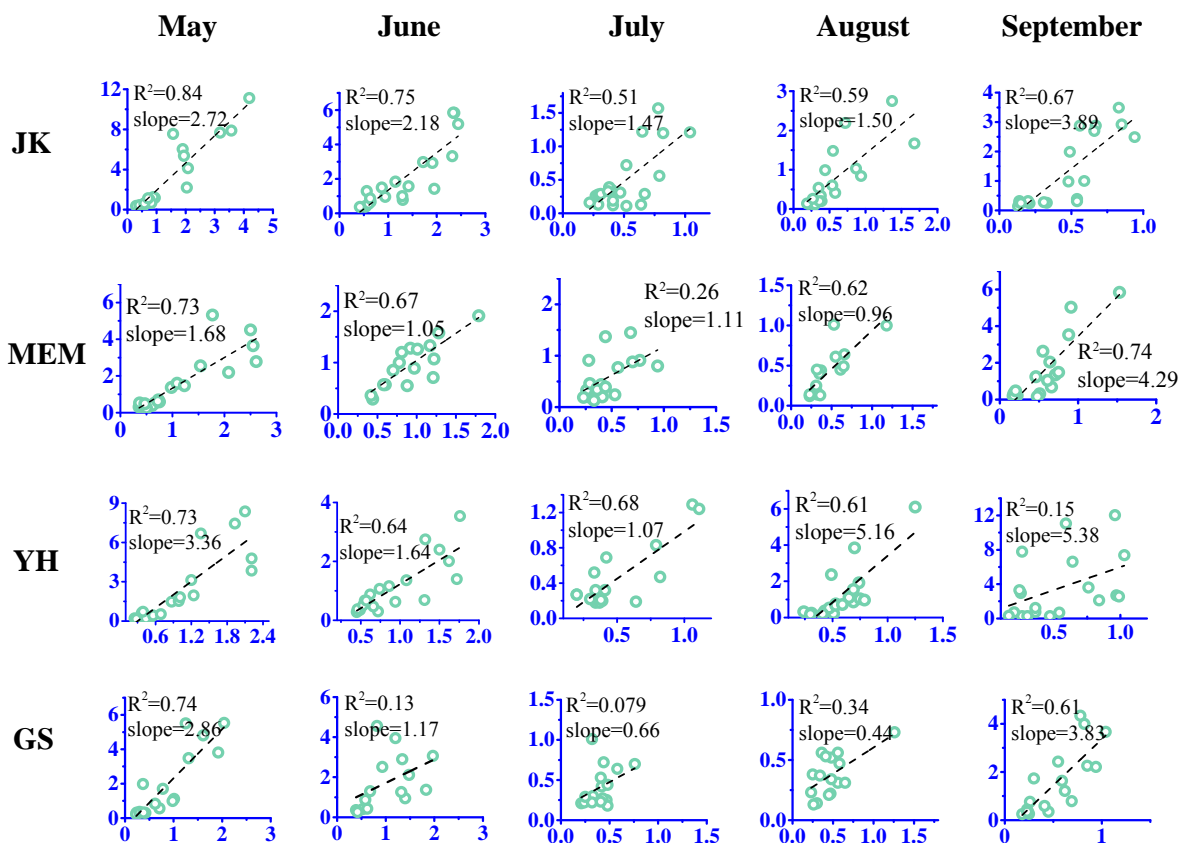 May June July August September
JK
12
8
4
0
R²=0.84
slope=2.72
0 1 2 3 4 5
6
4
2
0
R²=0.75
slope=2.18
0 1 2 3
1.5
1.0
0.5
0.0
R²=0.51
slope=1.47
0.0 0.5 1.0
3
2
1
0
R²=0.59
slope=1.50
0.0 0.5 1.0 1.5 2.0
4
3
2
1
0
R²=0.67
slope=3.89
0.0 0.5 1.0
MEM
6
4
2
0
R²=0.73
slope=1.68
0 1 2 3
2
1
0
R²=0.67
slope=1.05
0.0 0.5 1.0 1.5 2.0
2
1
0
R²=0.26
slope=1.11
0.0 0.5 1.0 1.5
1.5
1.0
0.5
0.0
R²=0.62
slope=0.96
0.0 0.5 1.0 1.5
6
4
2
0
R²=0.74
slope=4.29
0 1 2
YH
9
6
3
0
R²=0.73
slope=3.36
0.6 1.2 1.8 2.4
4
2
0
R²=0.64
slope=1.64
0.5 1.0 1.5 2.0
1.2
0.8
0.4
0.0
R²=0.68
slope=1.07
0.5 1.0
6
4
2
0
R²=0.61
slope=5.16
0.0 0.5 1.0 1.5
12
9
6
3
0
R²=0.15
slope=5.38
0.5 1.0
GS
6
4
2
0
R²=0.74
slope=2.86
0 1 2 3
6
4
2
0
R²=0.13
slope=1.17
0 1 2 3
1.5
1.0
0.5
0.0
R²=0.079
slope=0.66
0.0 0.5 1.0 1.5
1.0
0.5
0.0
R²=0.34
slope=0.44
0.0 0.5 1.0 1.5
4
2
0
R²=0.61
slope=3.83
0 1